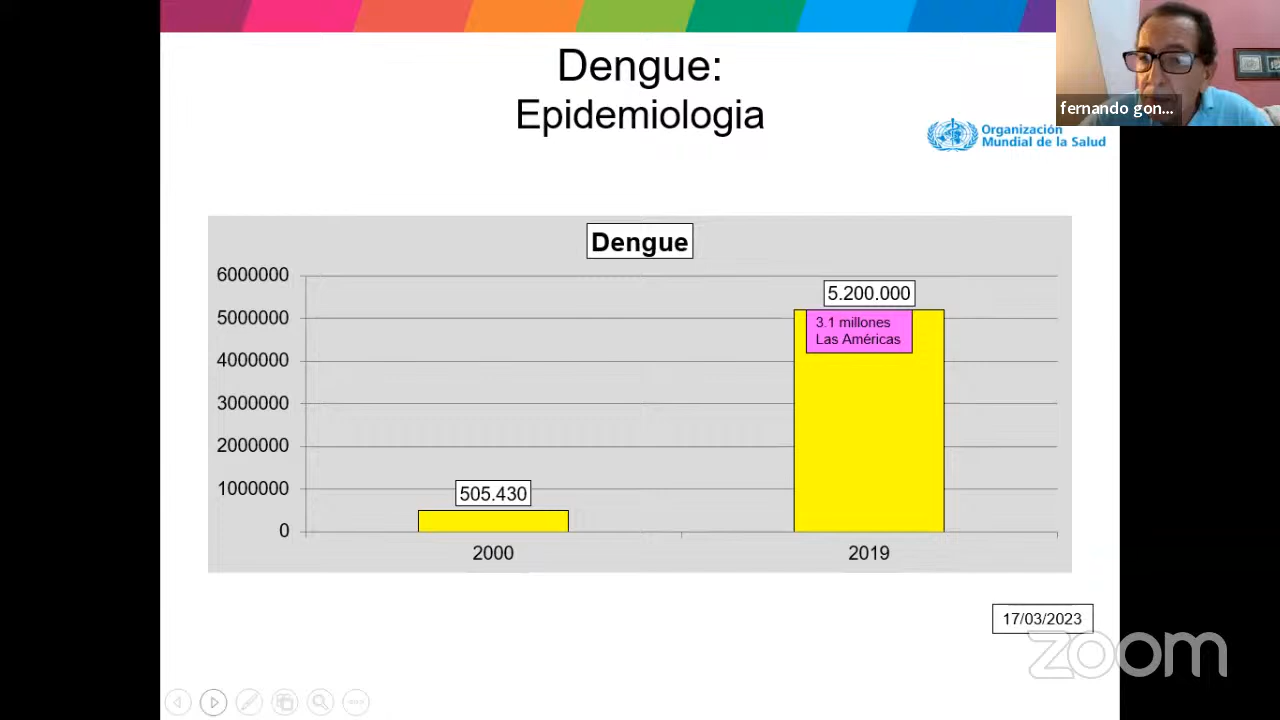 Dengue:
Epidemiologia
fernando gon...
Organización
Mundial de la Salud
Dengue
6000000
5000000
4000000
3000000
2000000
1000000
0
5.200.000
3.1 millones
Las Américas
505.430
2000
2019
17/03/2023
zoom